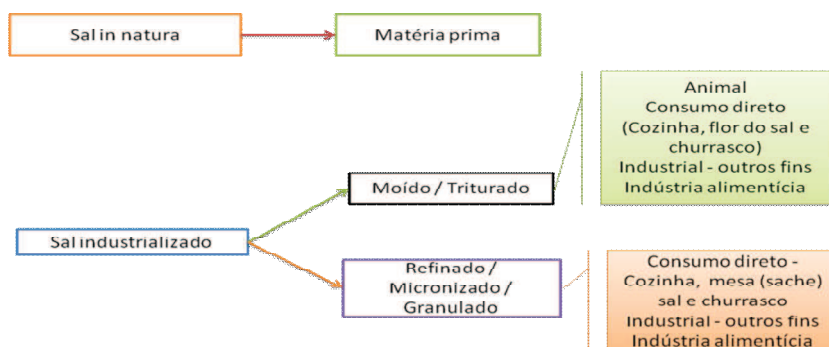 Sal in natura
Matéria prima
Animal
Consumo direto
(Cozinha, flor do sal e
churrasco)
Industrial - outros fins
Indústria alimentícia
Moído / Triturado
Sal industrializado
Refinado /
Micronizado /
Granulado
Consumo direto -
Cozinha, mesa (sache)
sal e churrasco
Industrial - outros fins
Indústria alimentícia